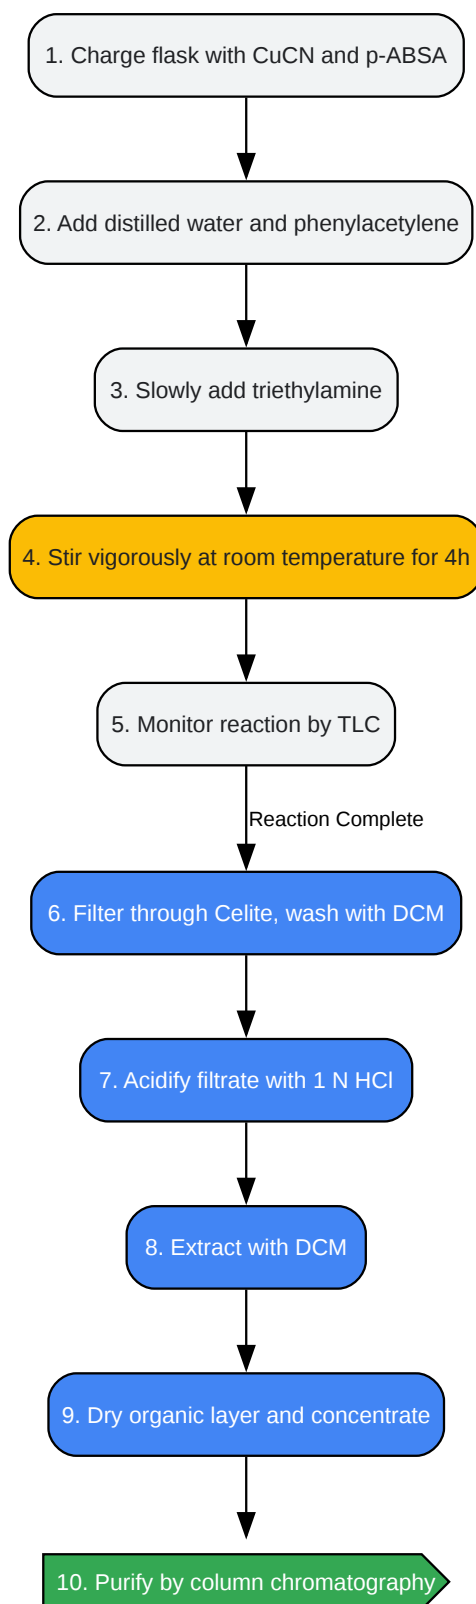 1. Charge flask with CuCN and p-ABSA
2. Add distilled water and phenylacetylene
3. Slowly add triethylamine
4. Stir vigorously at room temperature for 4h
5. Monitor reaction by TLC
Reaction Complete
6. Filter through Celite, wash with DCM
7. Acidify filtrate with 1 N HCl
8. Extract with DCM
9. Dry organic layer and concentrate
10. Purify by column chromatography